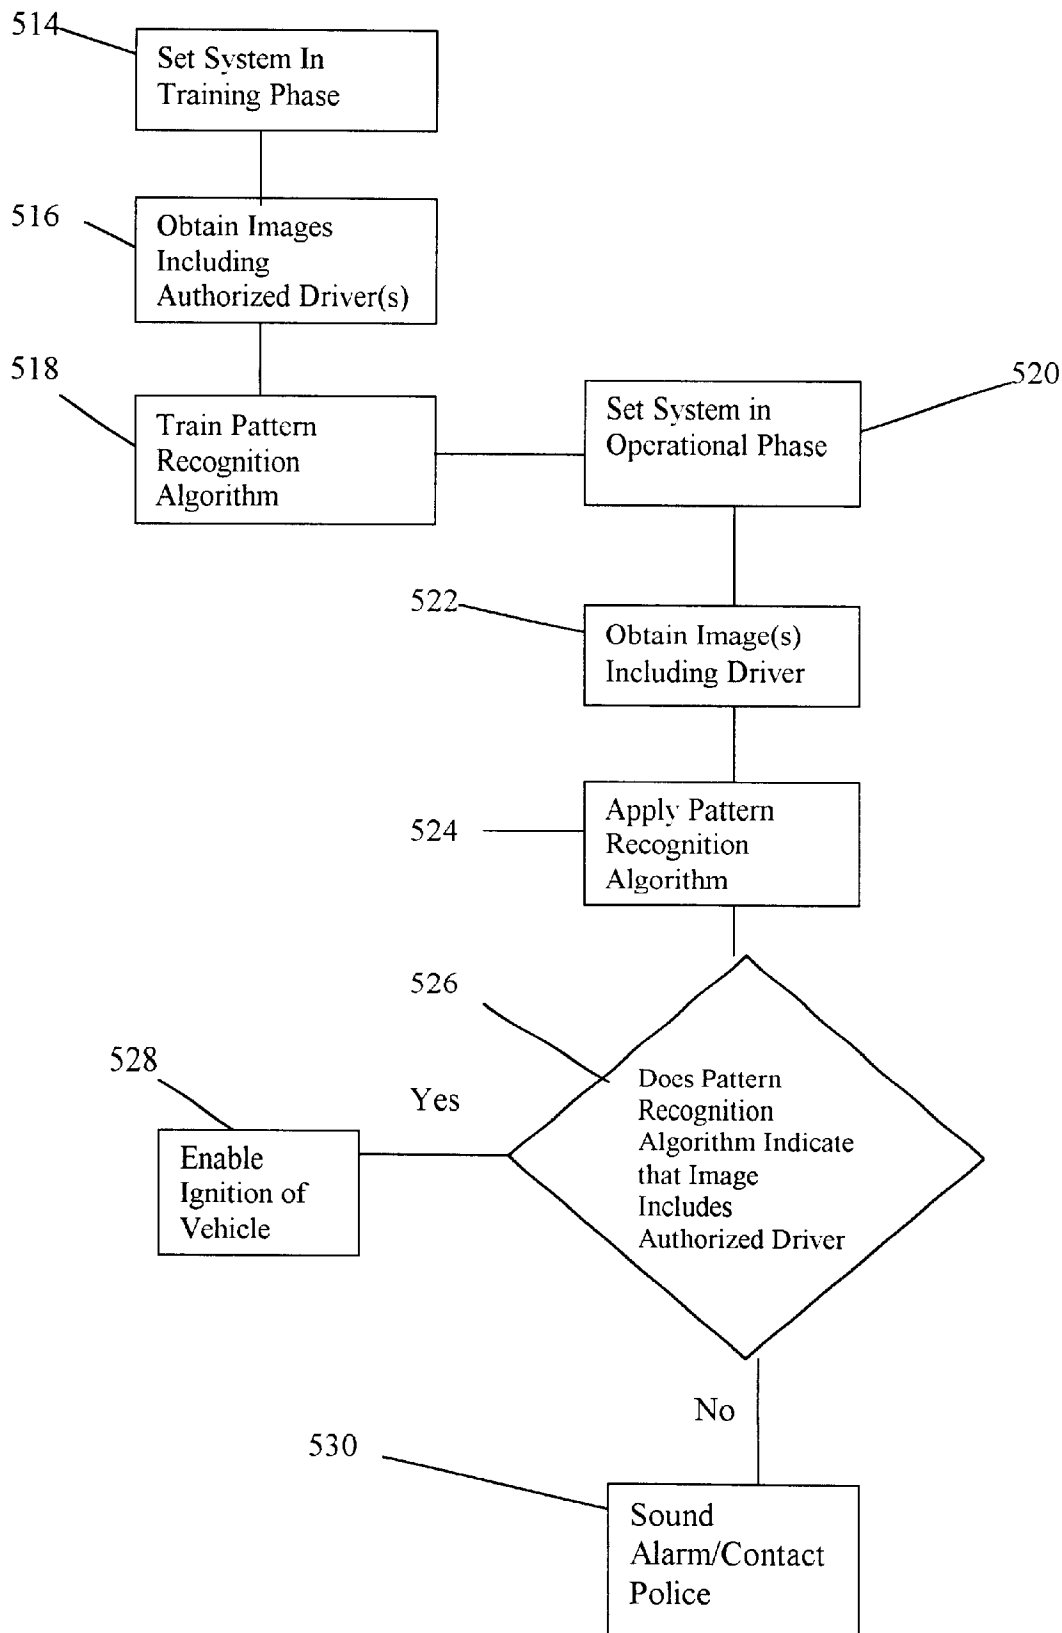 514
Set System In
Training Phase
516
Obtain Images
Including
Authorized Driver(s)
518
Train Pattern
Recognition
Algorithm
520
Set System in
Operational Phase
522
Obtain Image(s)
Including Driver
524
Apply Pattern
Recognition
Algorithm
526
Does Pattern
Recognition
Algorithm Indicate
that Image
Includes
Authorized Driver
528
Yes
Enable
Ignition of
Vehicle
No
530
Sound
Alarm/Contact
Police